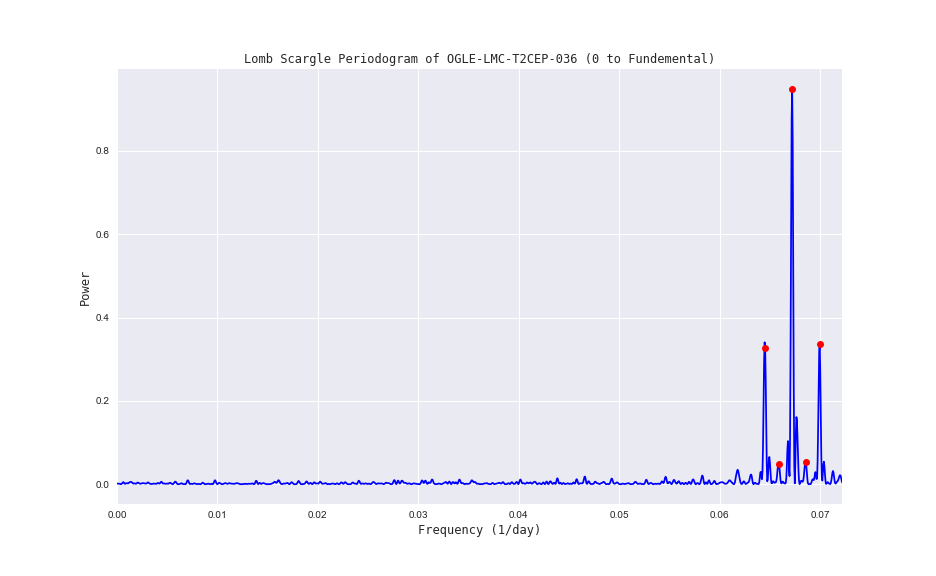 Lomb Scargle Periodogram of OGLE-LMC-T2CEP-036 (0 to Fundemental)
0.8
0.6
Power
0.4
0.2
0.0
0.00 0.01 0.02 0.03 0.04 0.05 0.06 0.07
Frequency (1/day)